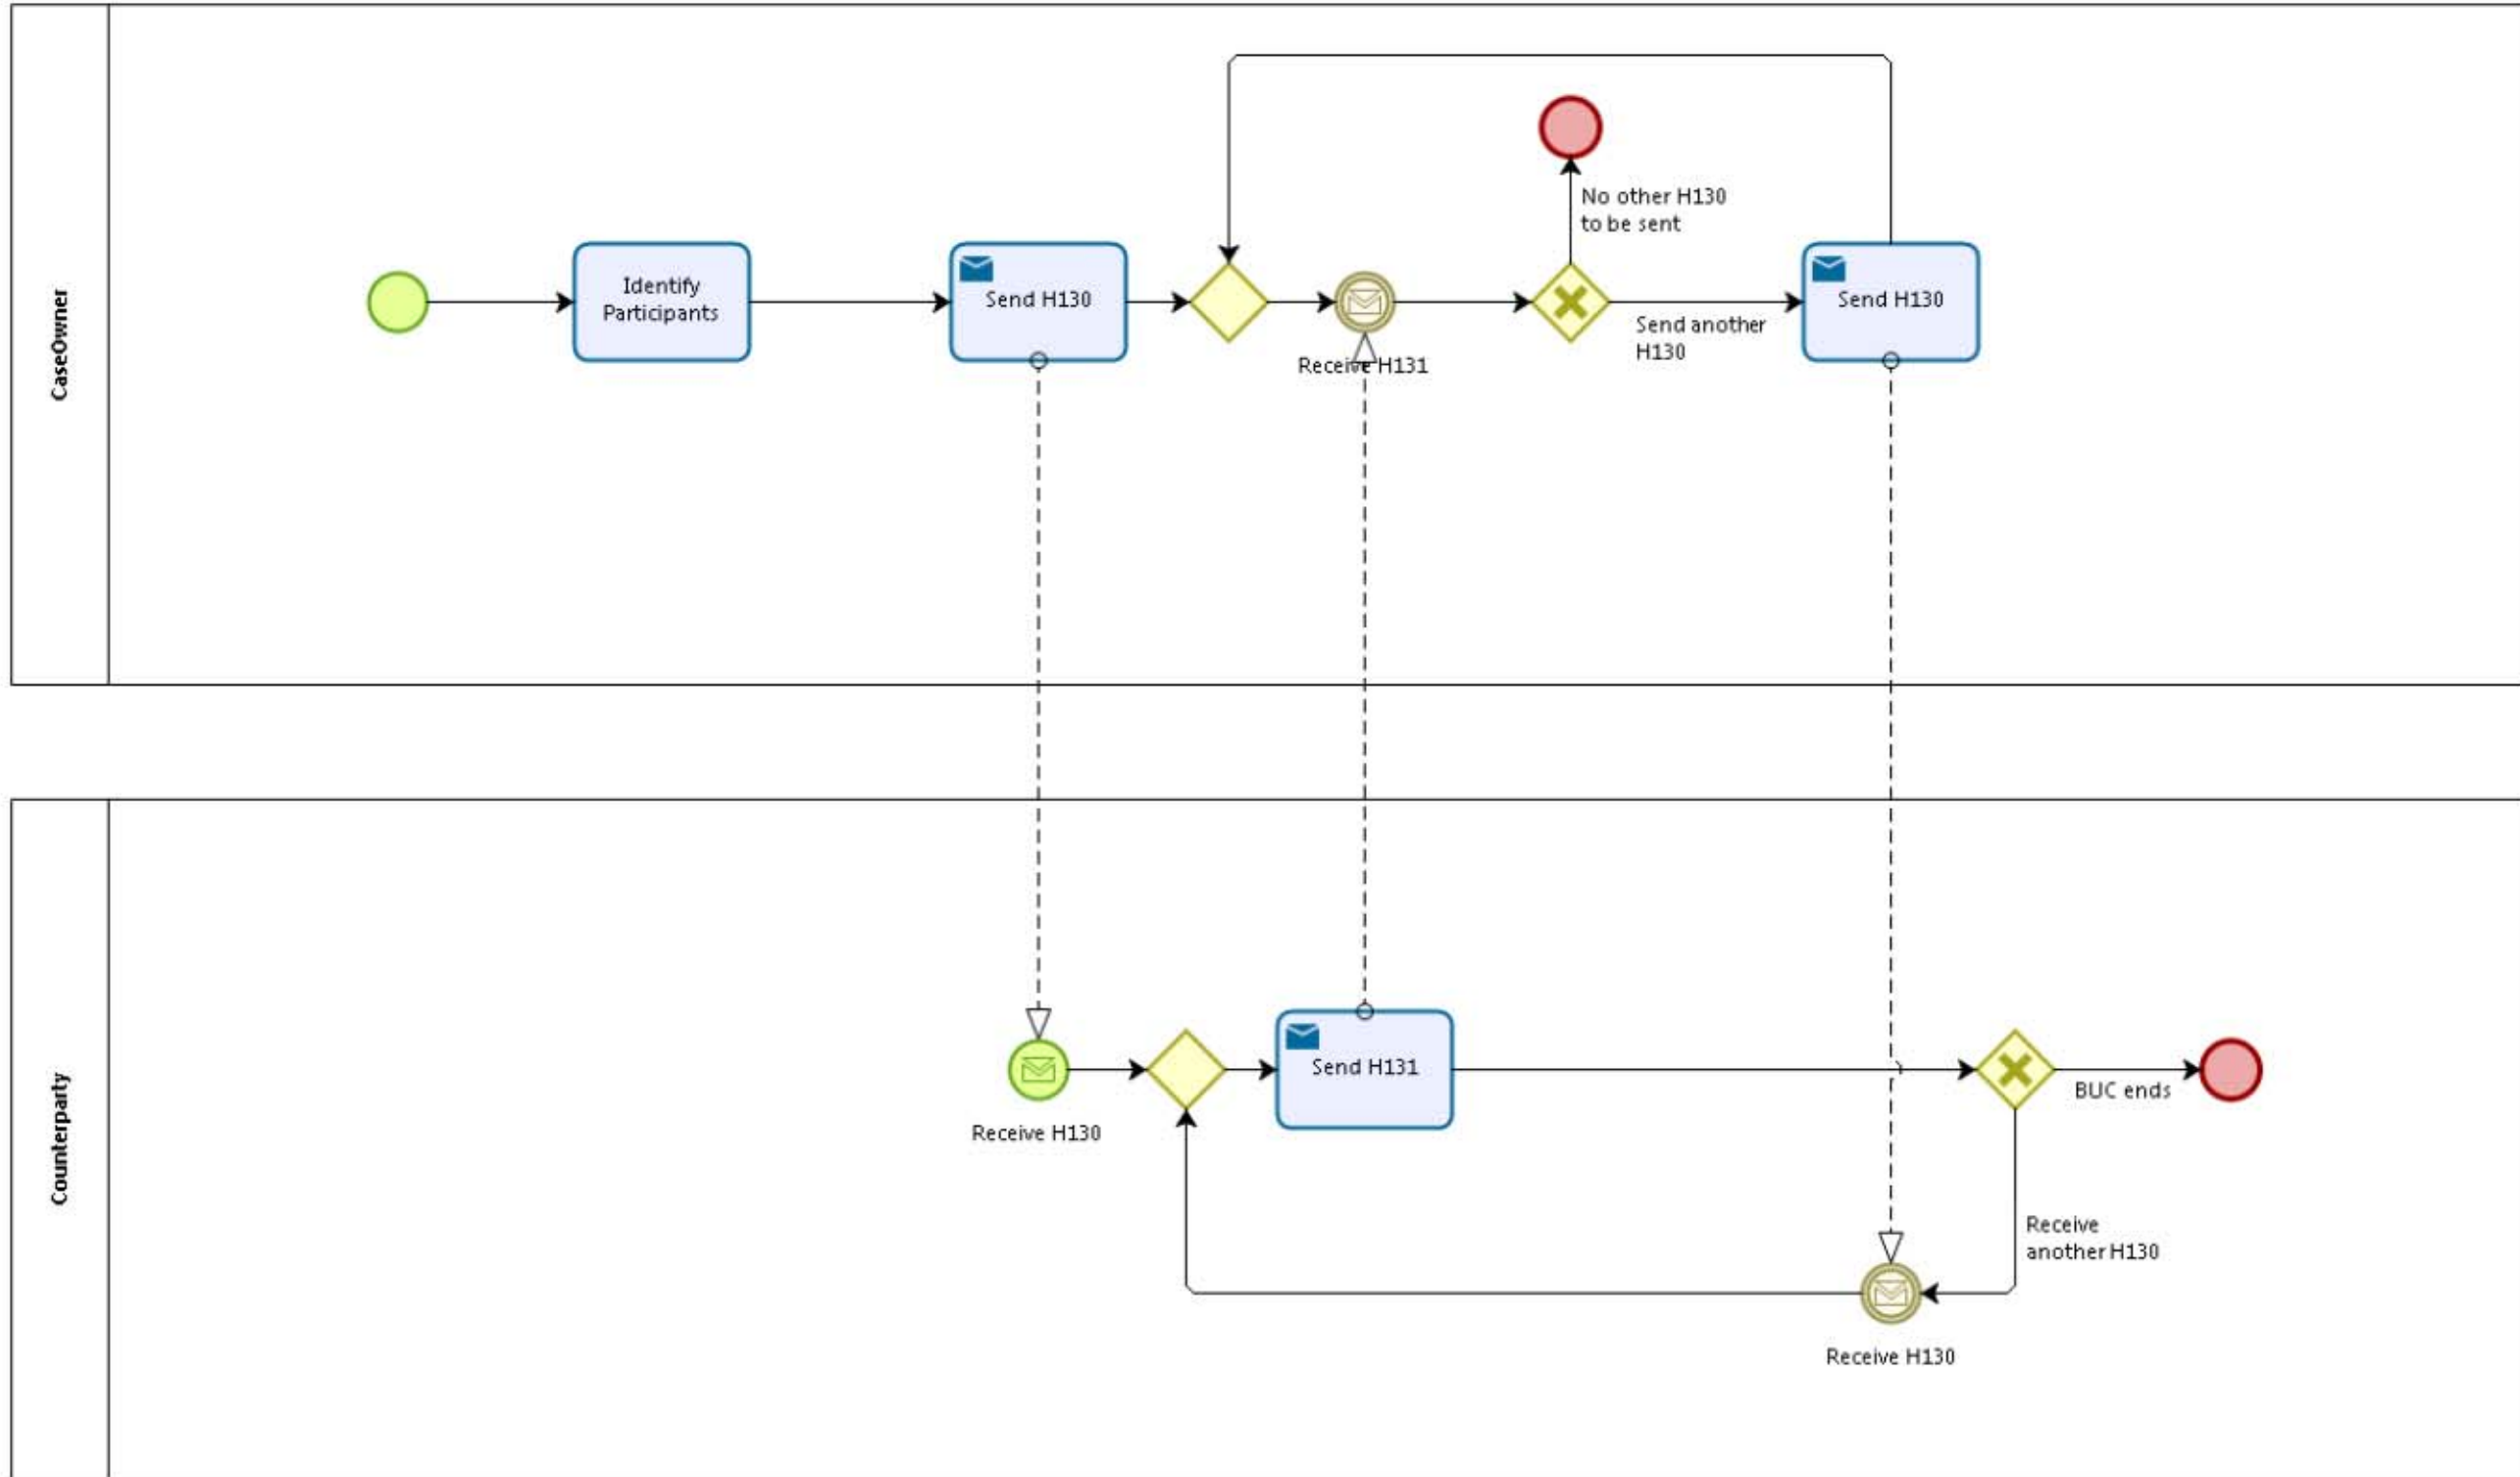 CaseOwner
No other H130
to be sent
Identify
Participants
Send H130
Send H130
Send another
H130
Receive H131
Counterparty
Send H131
BUC ends
Receive H130
Receive
another H130
Receive H130